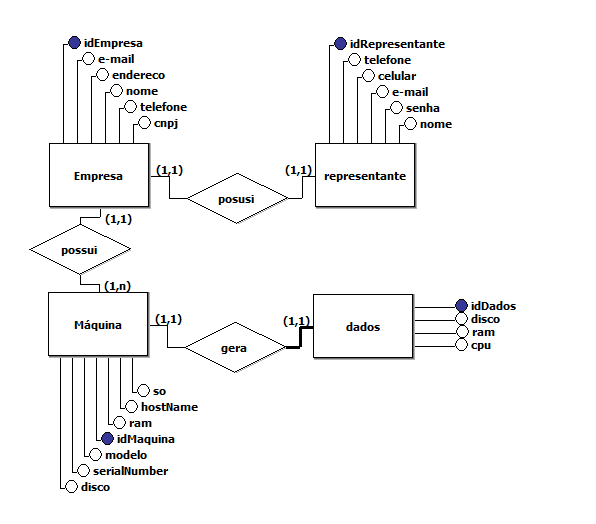 idEmpresa
e-mail
endereco
nome
telefone
cnpj
idRepresentante
telefone
celular
e-mail
senha
nome
Empresa
(1,1)
posusi
(1,1)
representante
(1,1)
possui
(1,n)
Máquina
(1,1)
gera
(1,1)
dados
idDados
disco
ram
cpu
so
hostName
ram
idMaquina
modelo
serialNumber
disco